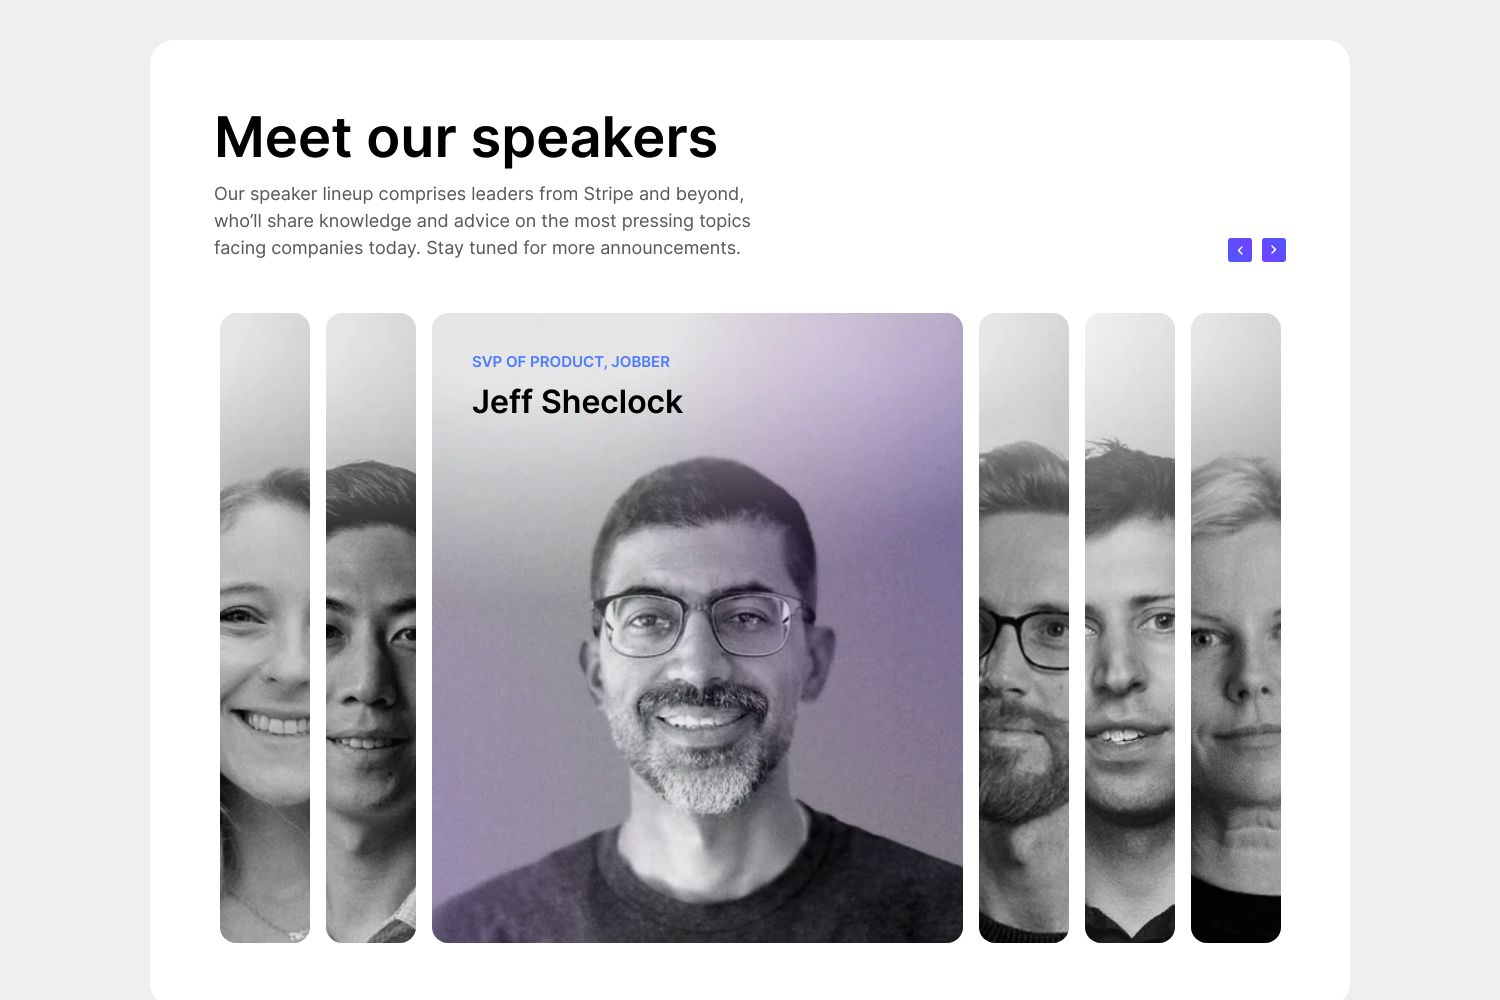 Meet our speakers
Our speaker lineup comprises leaders from Stripe and beyond,
who’ll share knowledge and advice on the most pressing topics
facing companies today. Stay tuned for more announcements.
SVP OF PRODUCT, JOBBER
Jeff Sheclock